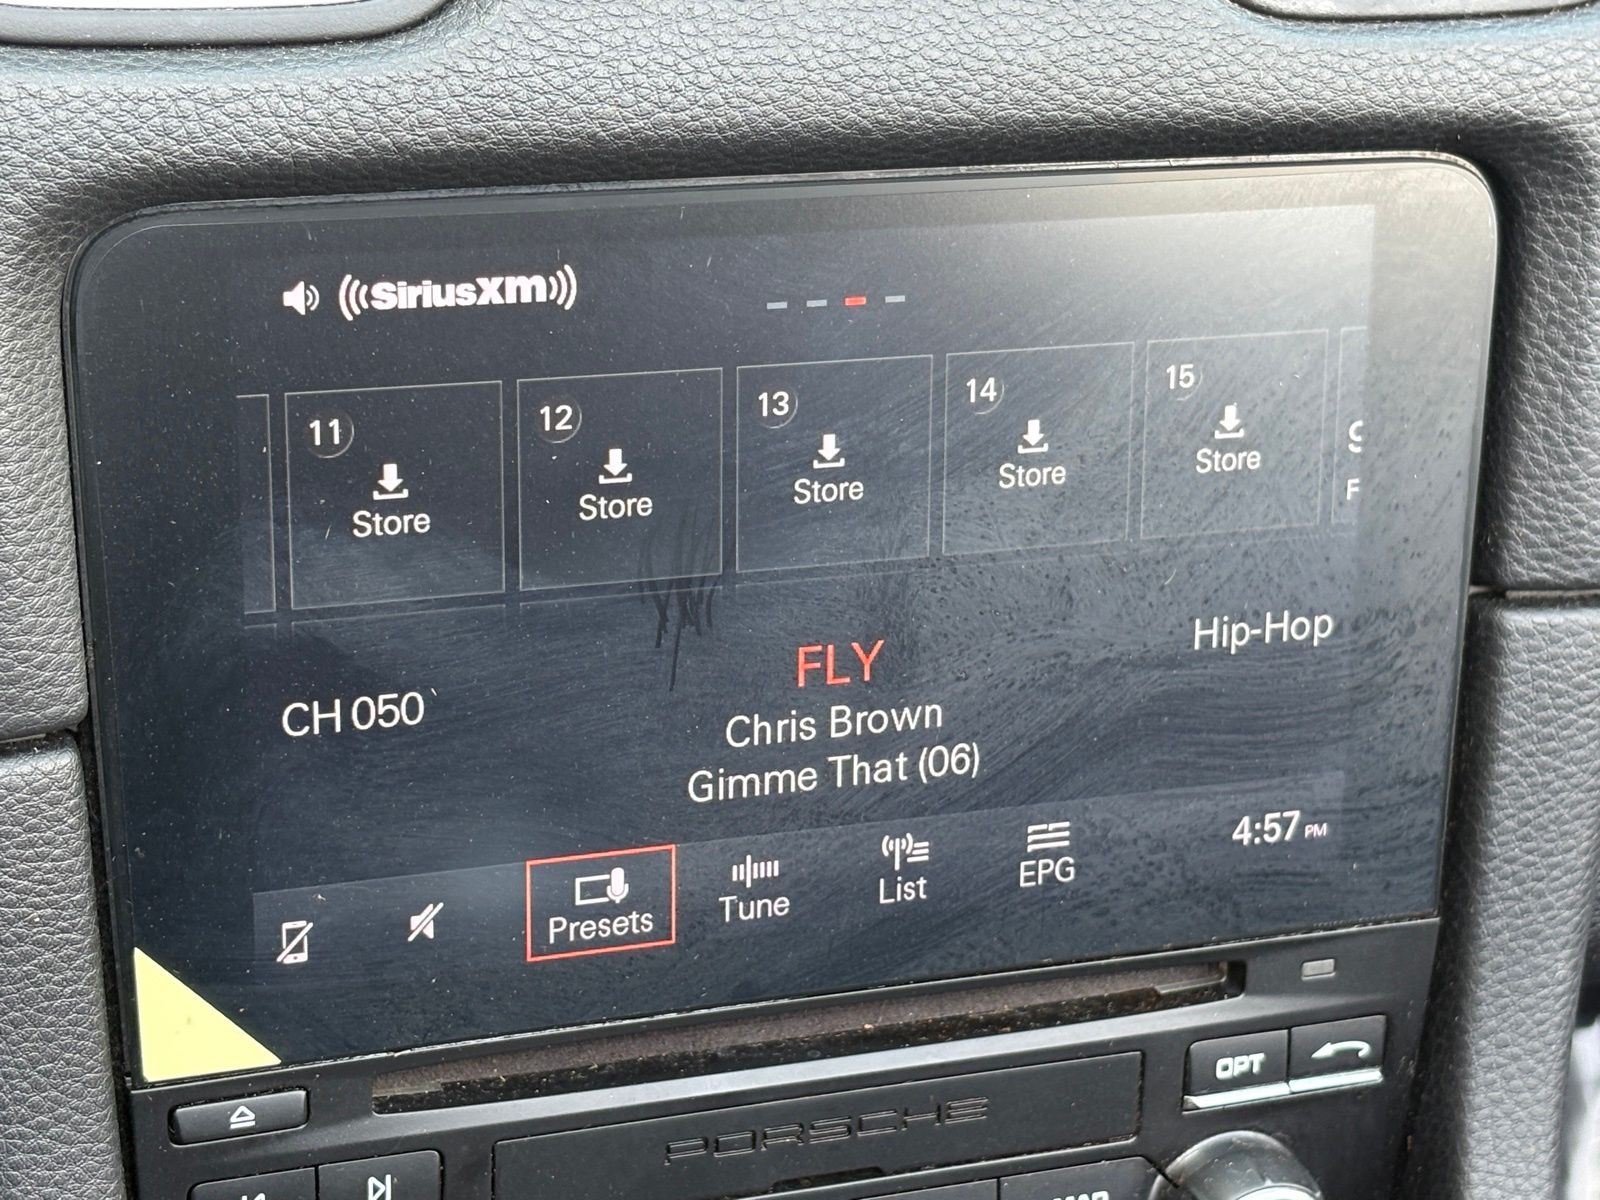 SiriusXM
11
Store
12
Store
13
Store
14
Store
15
Store
F
CH 050
FLY
Chris Brown
Gimme That (06)
Hip-Hop
Presets
Tune
List
EPG
4:57 PM
OPT
PORSCHE